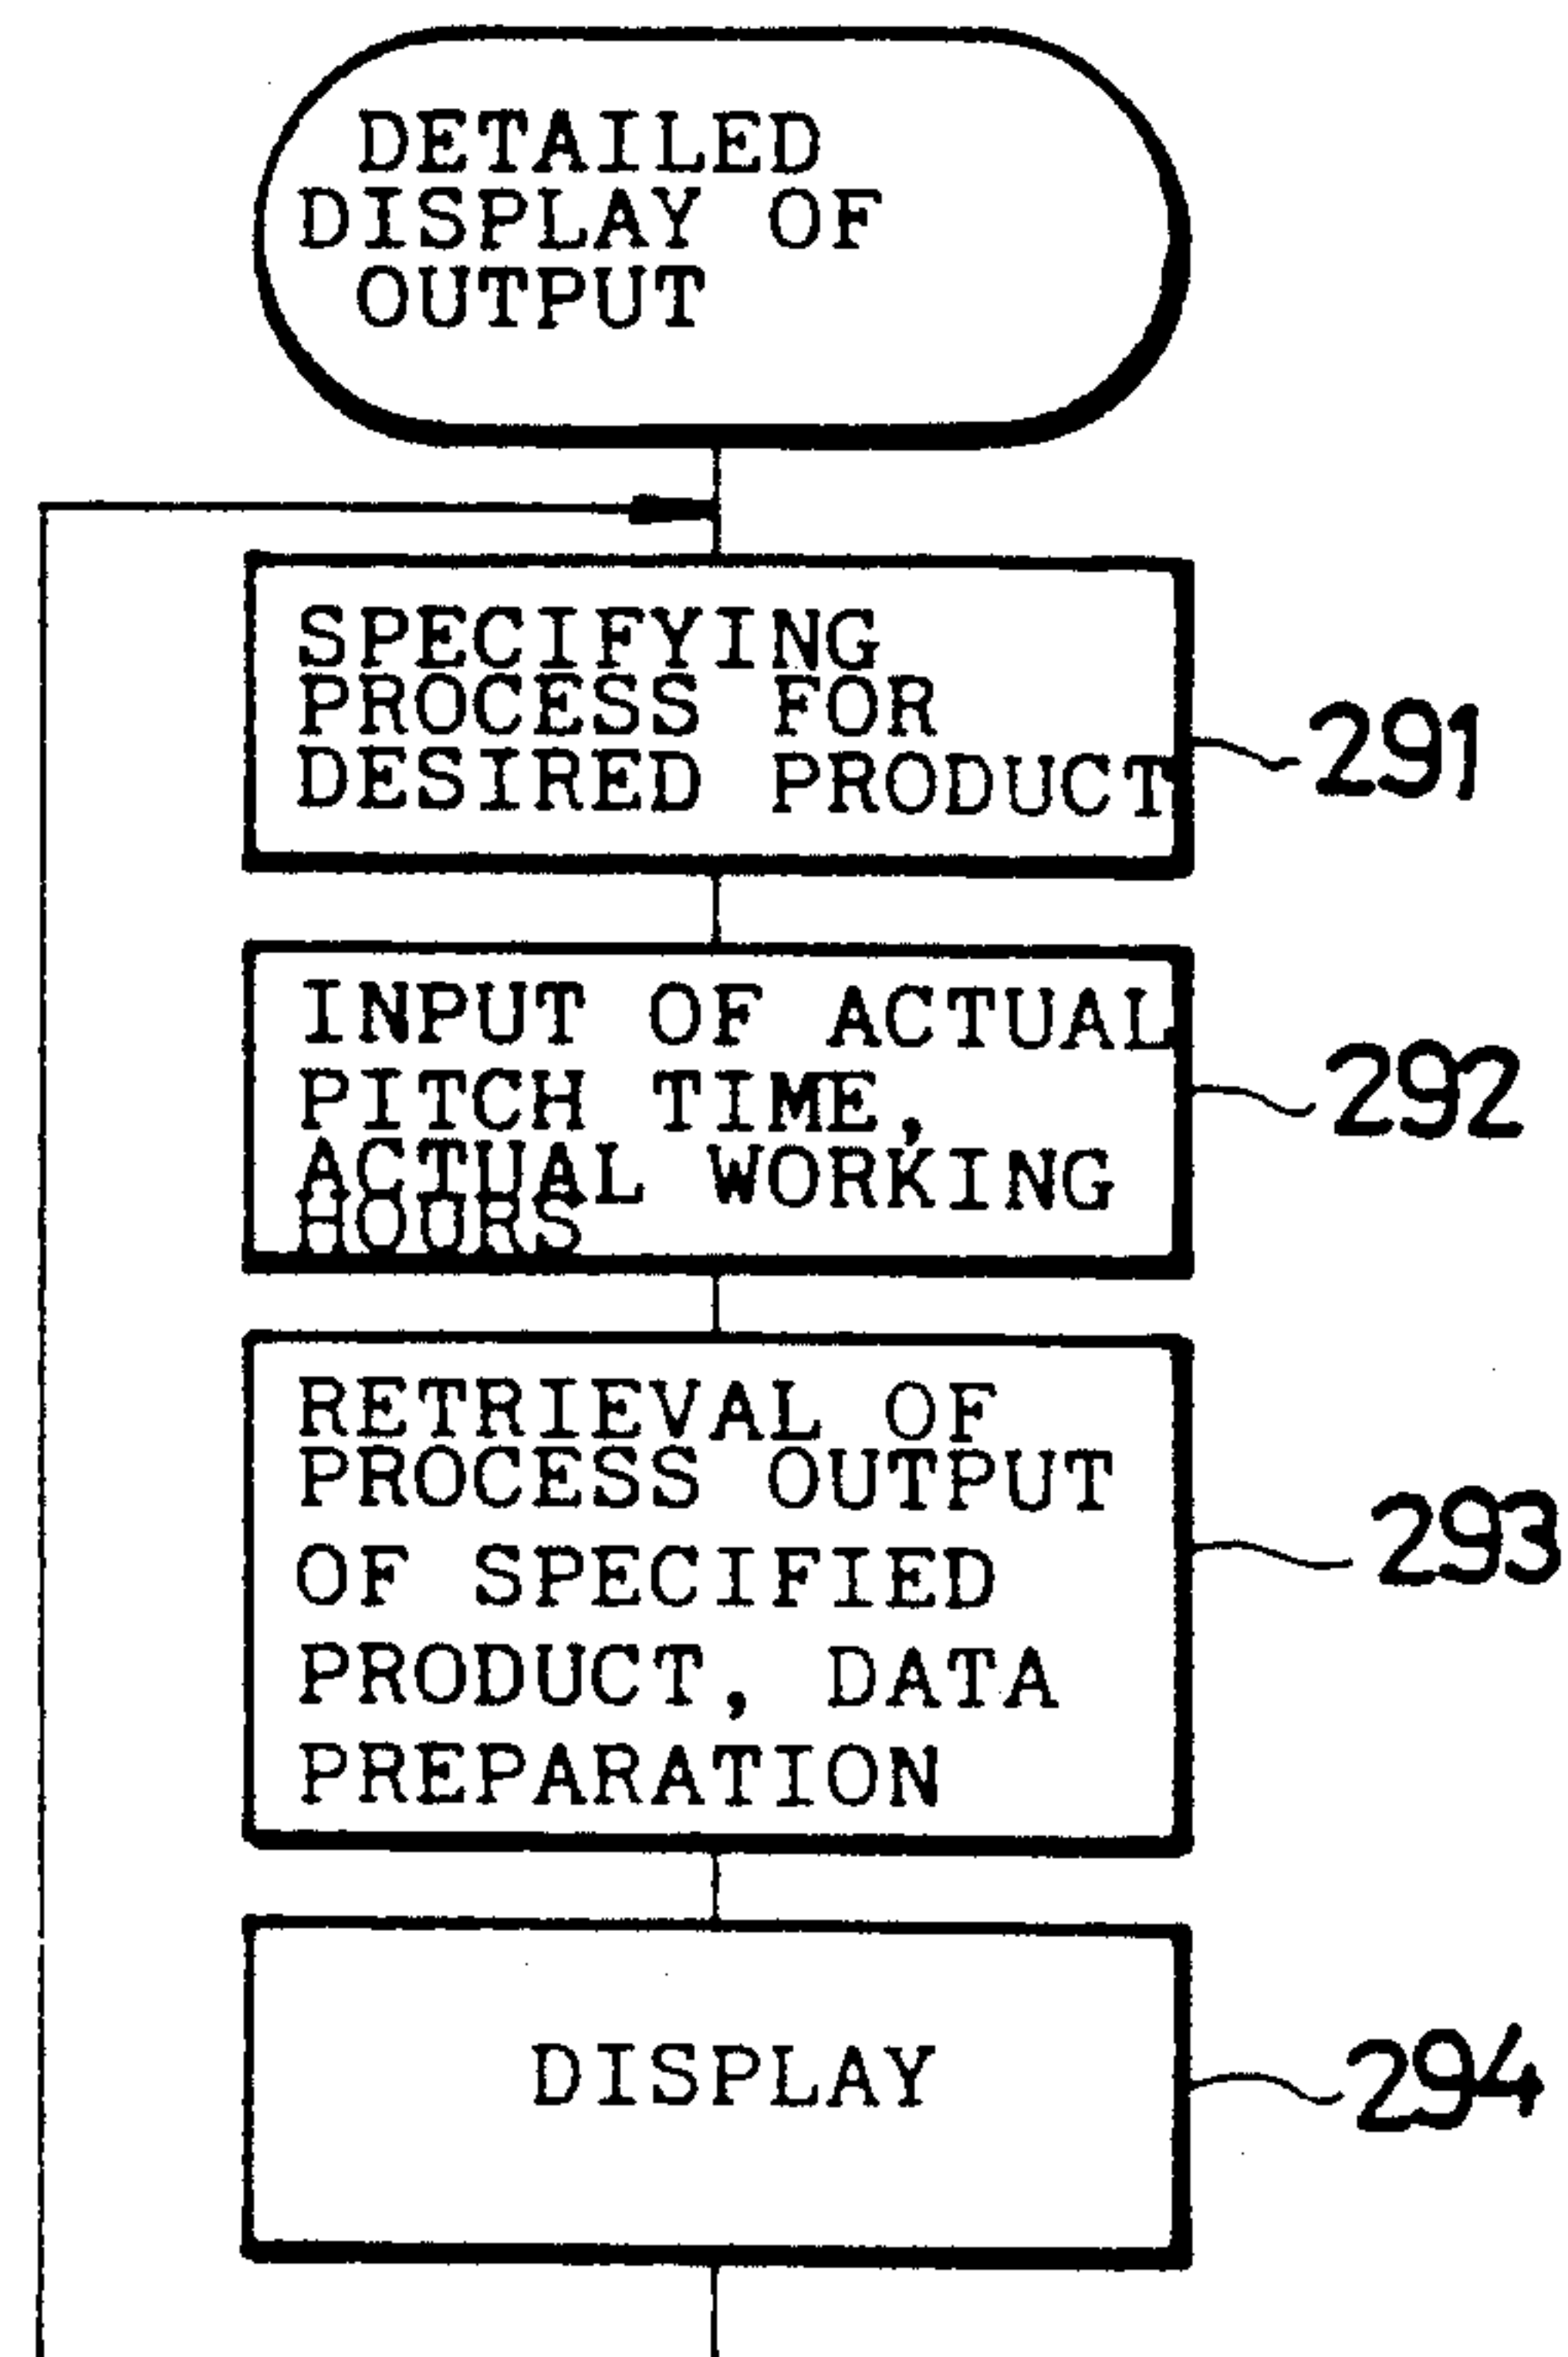 DETAILED
DISPLAY OF
OUTPUT
SPECIFYING
PROCESS FOR
DESIRED PRODUCT
291
INPUT OF ACTUAL
PITCH TIME,
ACTUAL WORKING
HOURS
292
RETRIEVAL OF
PROCESS OUTPUT
OF SPECIFIED
PRODUCT, DATA
PREPARATION
293
DISPLAY
294